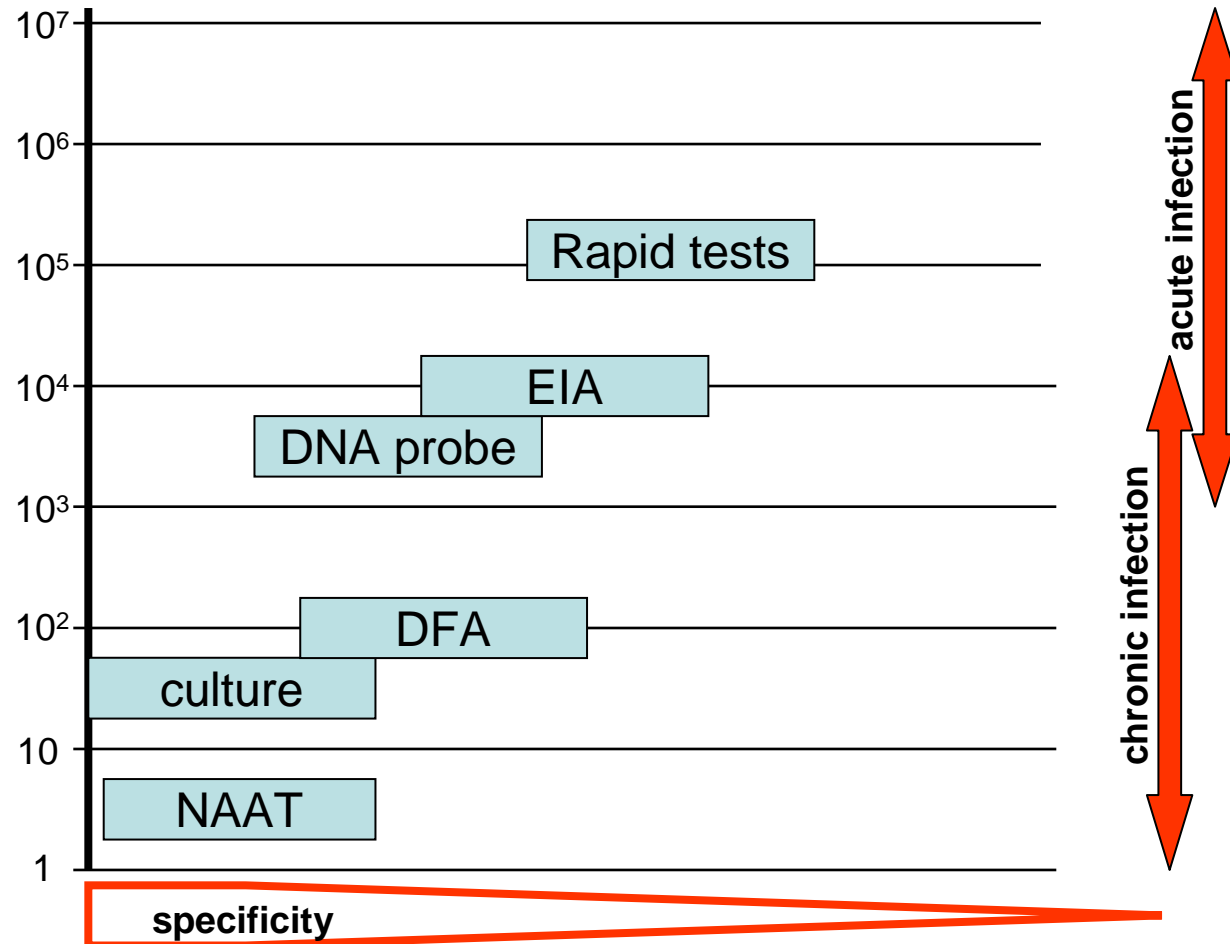 10⁷
10⁶
acute infection
Rapid tests
10⁵
10⁴
EIA
DNA probe
10³
chronic infection
10²
DFA
culture
10
NAAT
1
specificity